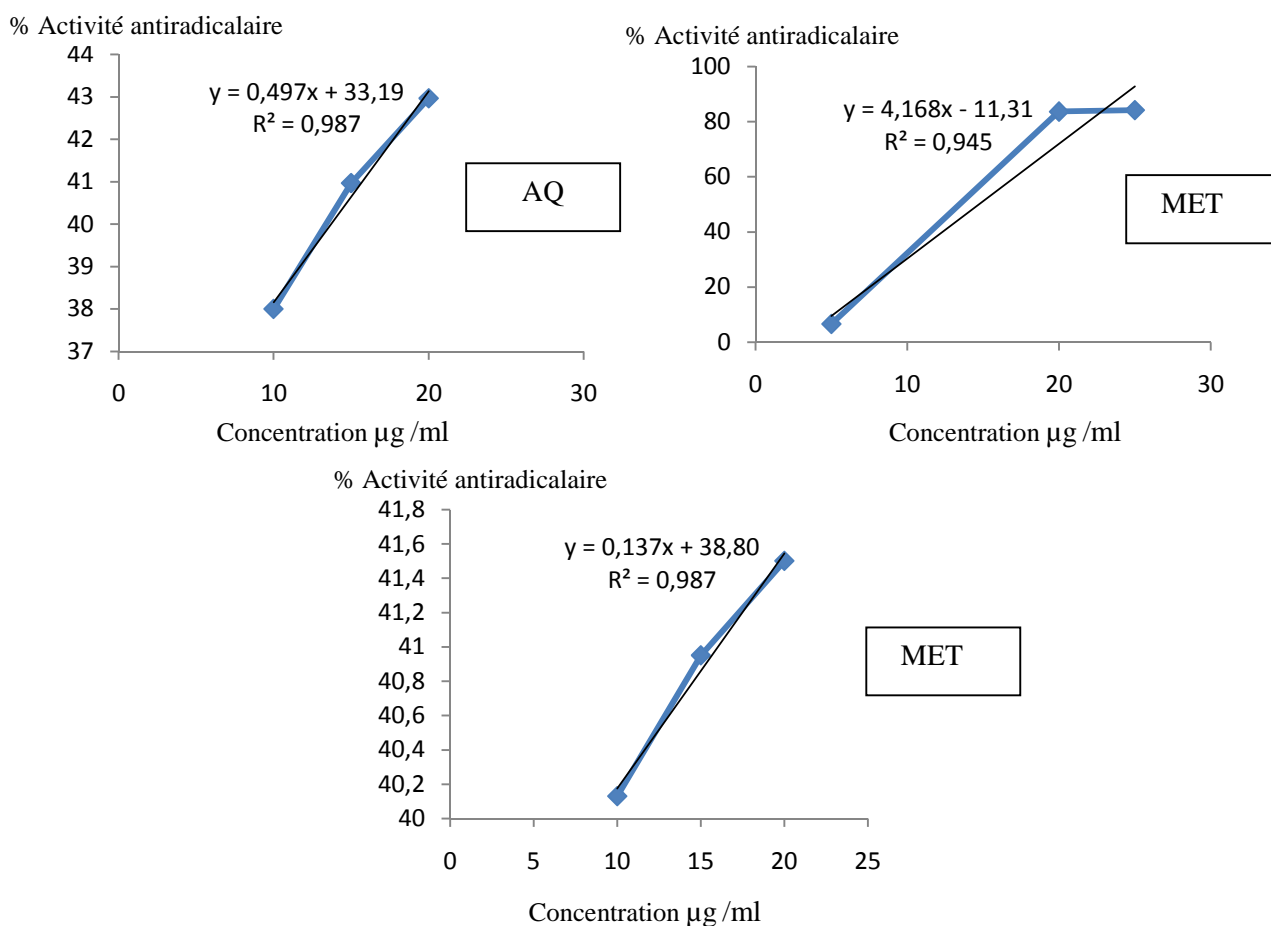 % Activité antiradicalaire
44
43
42
41
40
39
38
37
y = 0,497x + 33,19
R² = 0,987
AQ
0
10
20
30
Concentration µg /ml
% Activité antiradicalaire
100
80
60
40
20
0
y = 4,168x - 11,31
R² = 0,945
MET
0
10
20
30
Concentration µg /ml
% Activité antiradicalaire
41,8
41,6
41,4
41,2
41
40,8
40,6
40,4
40,2
40
y = 0,137x + 38,80
R² = 0,987
MET
0
5
10
15
20
25
Concentration µg /ml